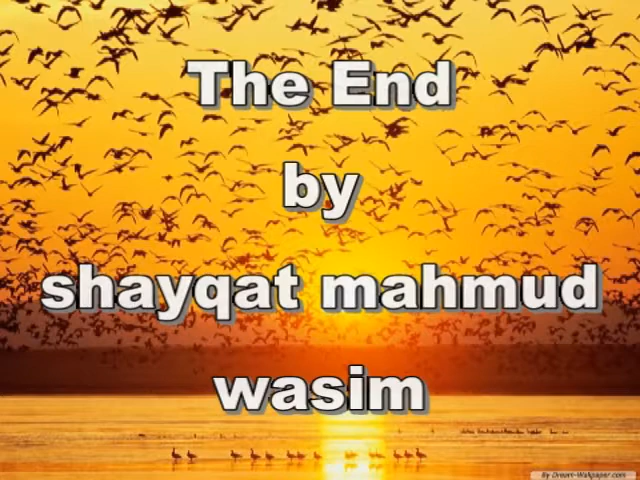 The End
by
shayqat mahmud
wasim
By Dream-Wallpaper.com